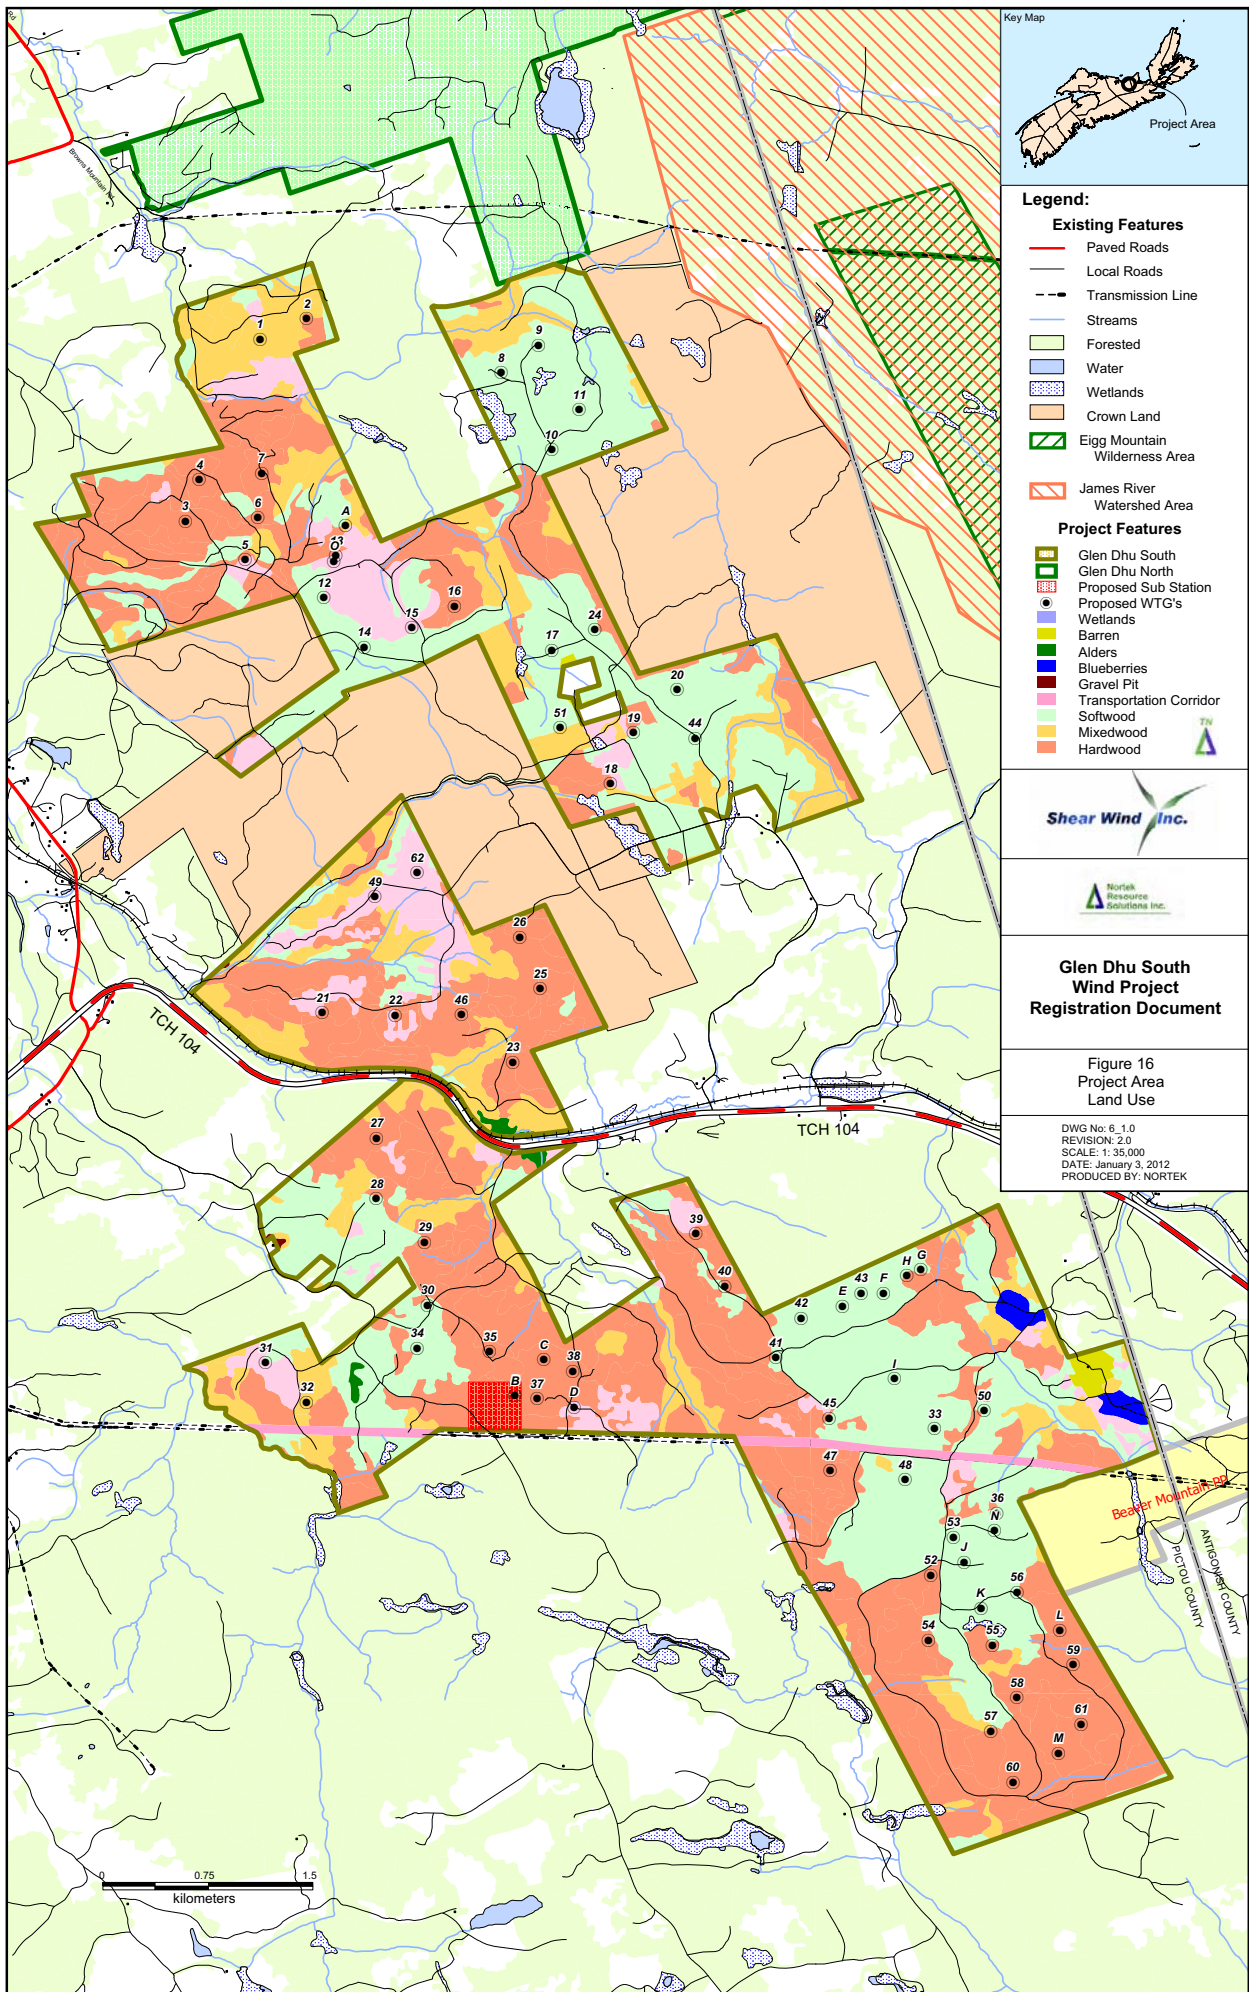 Key Map
Project Area
Legend:
Existing Features
Paved Roads
Local Roads
Transmission Line
Streams
Forested
Water
Wetlands
Crown Land
Eigg Mountain
Wilderness Area
James River
Watershed Area
Project Features
Glen Dhu South
Glen Dhu North
Proposed Sub Station
Proposed WTG's
Wetlands
Barren
Alders
Blueberries
Gravel Pit
Transportation Corridor
Softwood
Mixedwood
Hardwood
TN
Shear Wind Inc.
Nortek
Resource
Solutions Inc.
Glen Dhu South
Wind Project
Registration Document
Figure 16
Project Area
Land Use
DWG No: 6_1.0
REVISION: 2.0
SCALE: 1: 35,000
DATE: January 3, 2012
PRODUCED BY: NORTEK
Rd
Browns Mountain
2
1
9
8
11
10
4
7
3
6
A
5
13
O
12
16
15
14
24
17
20
51
19
44
18
62
49
26
25
21
22
46
23
TCH 104
TCH 104
27
28
29
39
40
30
H
G
43
F
E
42
34
35
C
38
41
31
I
32
B
37
D
50
45
33
47
48
36
N
53
J
52
56
K
L
54
55
59
58
61
57
M
60
Beaver Mountain PP
ANTIGONISH COUNTY
PICTOU COUNTY
0 0.75 1.5
kilometers